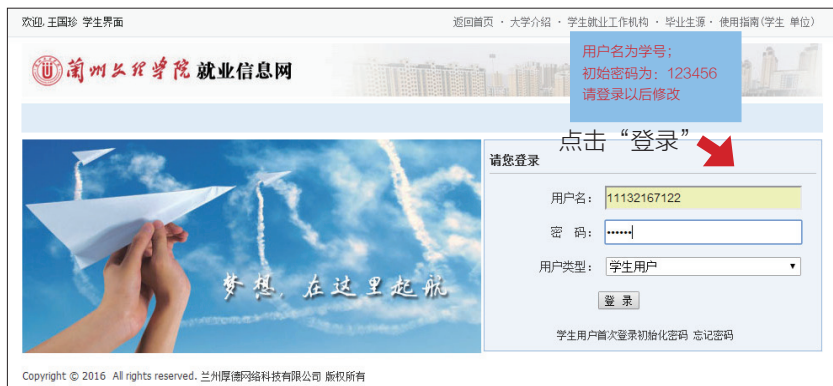 欢迎,王国珍 学生界面
返回首页 · 大学介绍 · 学生就业工作机构 · 毕业生源 · 使用指南(学生 单位)
兰州文理学院 就业信息网
用户名为学号；
初始密码为：123456
请登录以后修改
点击“登录”
请您登录
用户名： 11132167122
密 码： ••••••
用户类型： 学生用户
登 录
学生用户首次登录初始化密码 忘记密码
梦想，在这里起航
Copyright © 2016 All rights reserved. 兰州厚德网络科技有限公司 版权所有